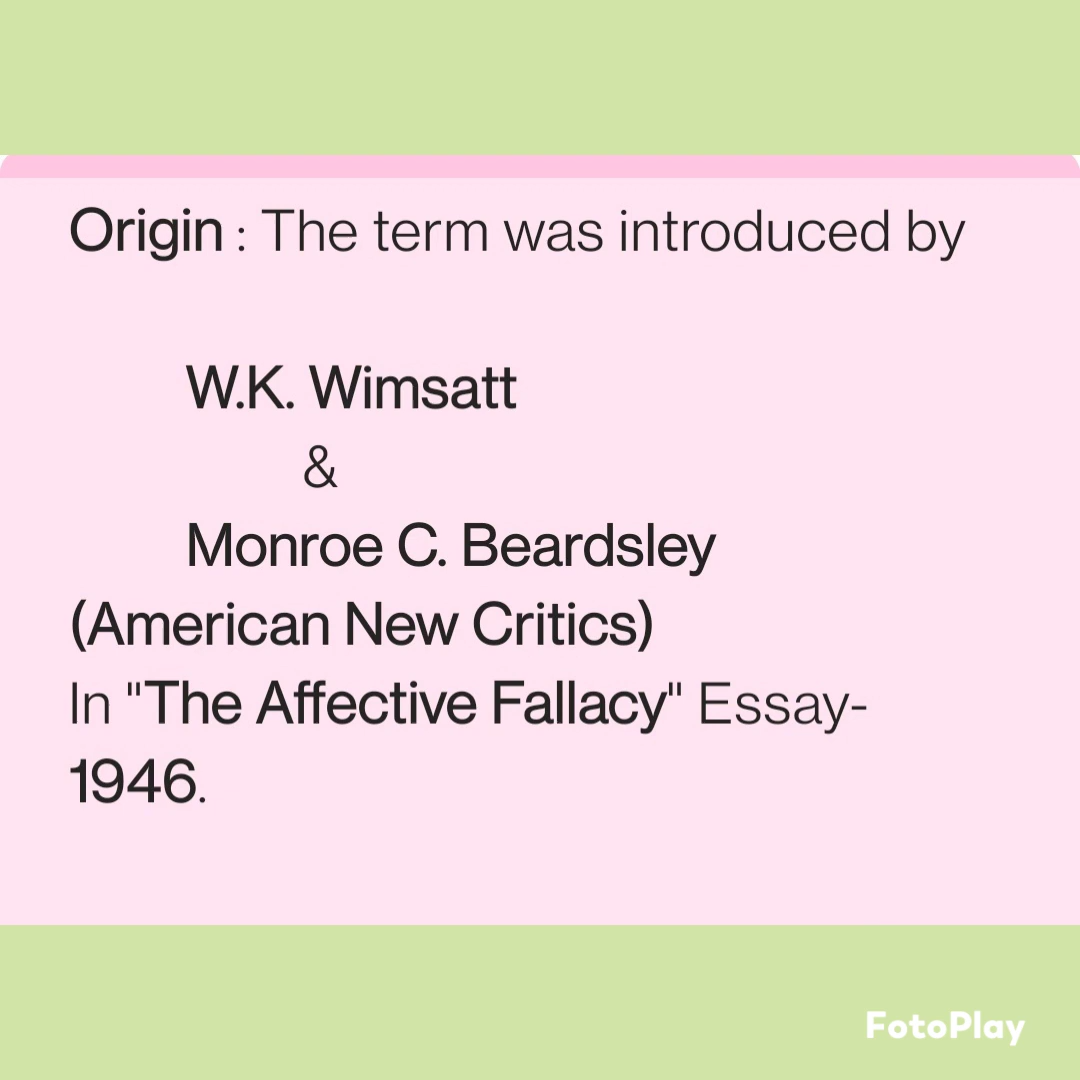 Origin : The term was introduced by
W.K. Wimsatt
&
Monroe C. Beardsley
(American New Critics)
In "The Affective Fallacy" Essay-
1946.
FotoPlay